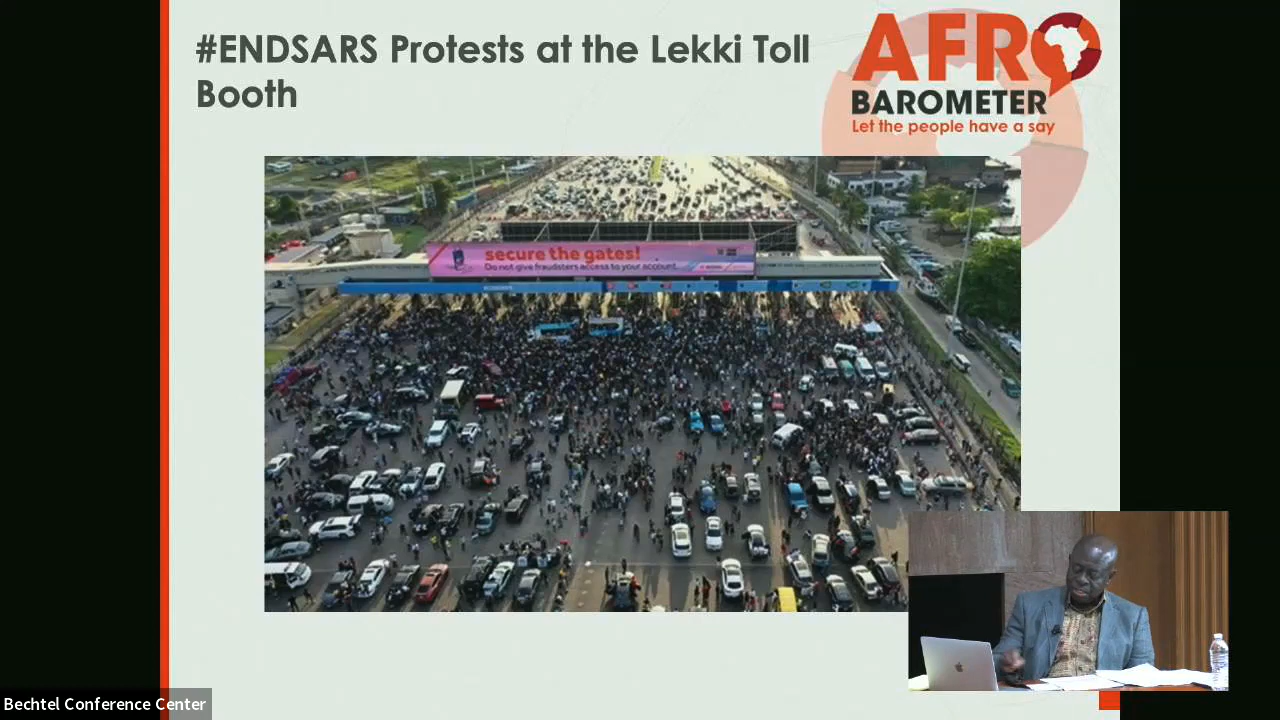 #ENDSARS Protests at the Lekki Toll
Booth
AFRO
BAROMETER
Let the people have a say
secure the gates!
Do not give fraudsters access to your account.
Bechtel Conference Center